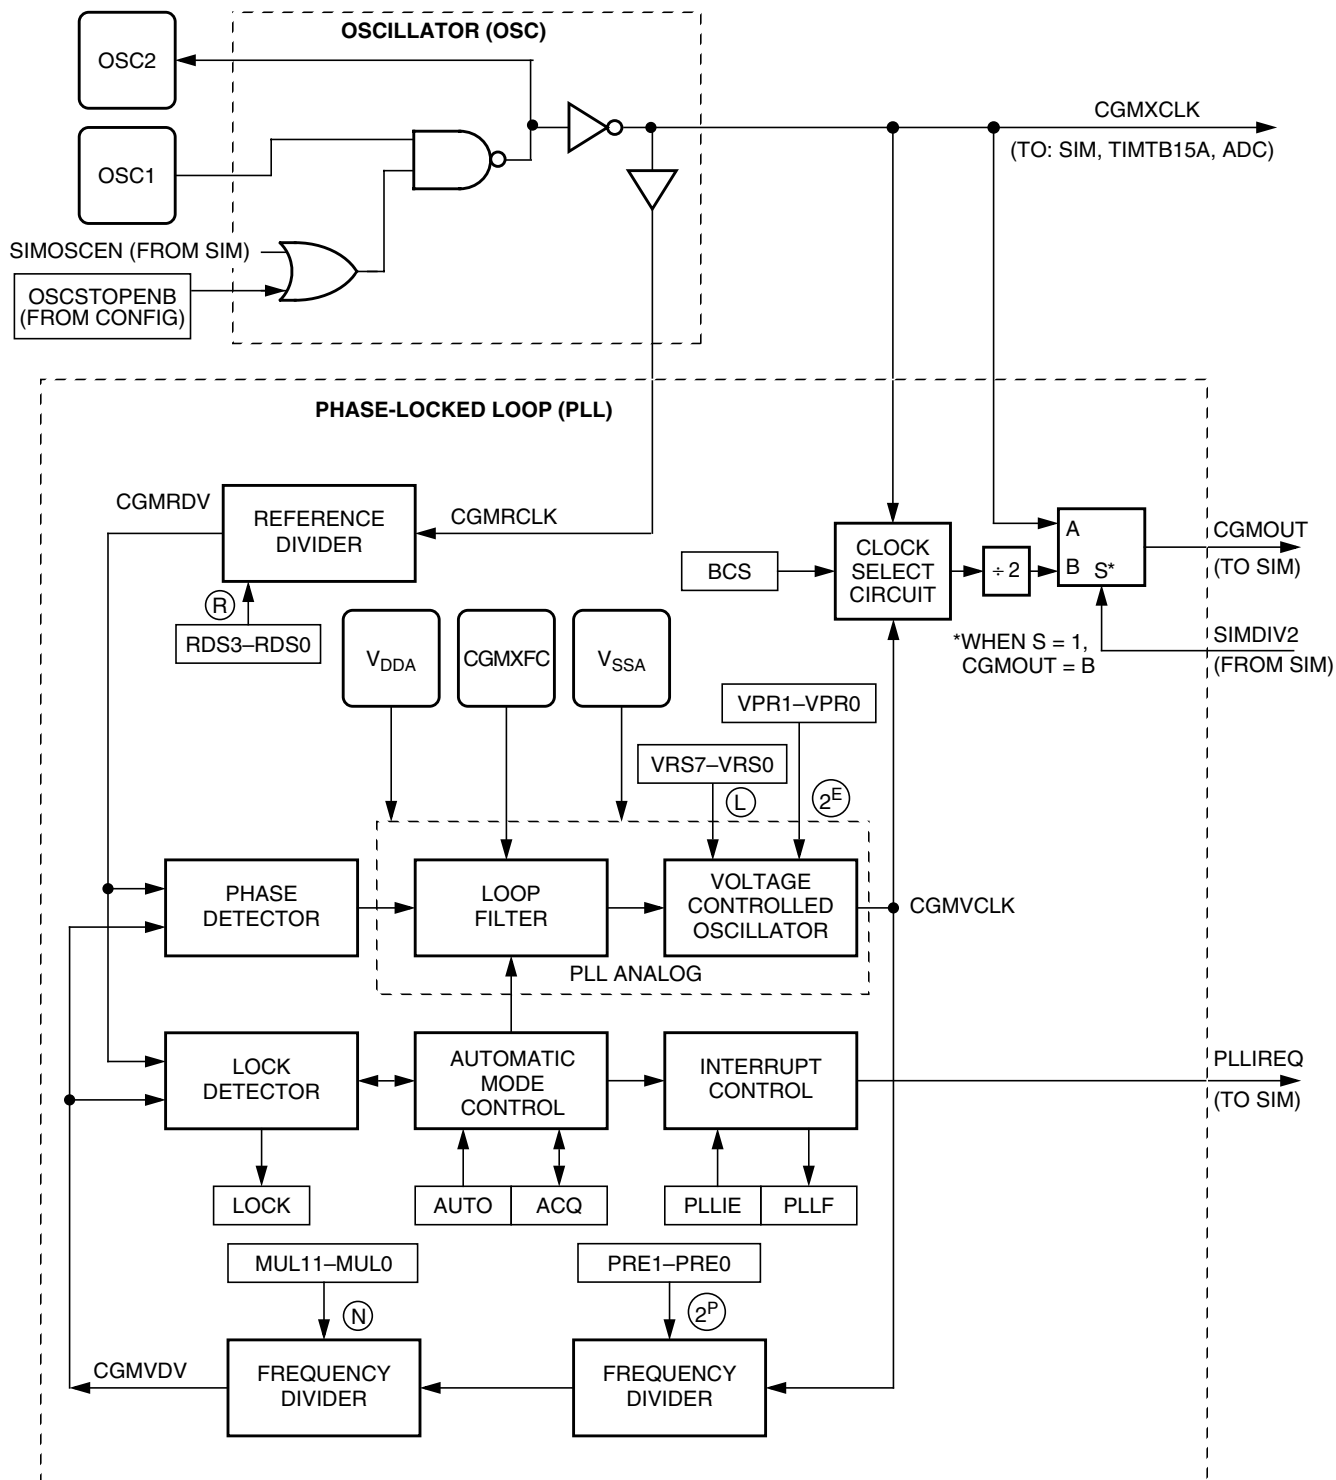 OSCILLATOR (OSC)
OSC2
OSC1
CGMXCLK
(TO: SIM, TIMTB15A, ADC)
SIMOSCEN (FROM SIM)
OSCSTOPENB
(FROM CONFIG)
PHASE-LOCKED LOOP (PLL)
CGMRDV
REFERENCE
DIVIDER
CGMRCLK
R
RDS3–RDS0
BCS
CLOCK
SELECT
CIRCUIT
÷ 2
A
B
S*
CGMOUT
(TO SIM)
*WHEN S = 1,
CGMOUT = B
SIMDIV2
(FROM SIM)
VDDA
CGMXFC
VSSA
VPR1–VPR0
VRS7–VRS0
L
2E
PHASE
DETECTOR
LOOP
FILTER
VOLTAGE
CONTROLLED
OSCILLATOR
CGMVCLK
PLL ANALOG
LOCK
DETECTOR
AUTOMATIC
MODE
CONTROL
INTERRUPT
CONTROL
PLLIREQ
(TO SIM)
LOCK
AUTO
ACQ
PLLIE
PLLF
MUL11–MUL0
PRE1–PRE0
N
2P
CGMVDV
FREQUENCY
DIVIDER
FREQUENCY
DIVIDER